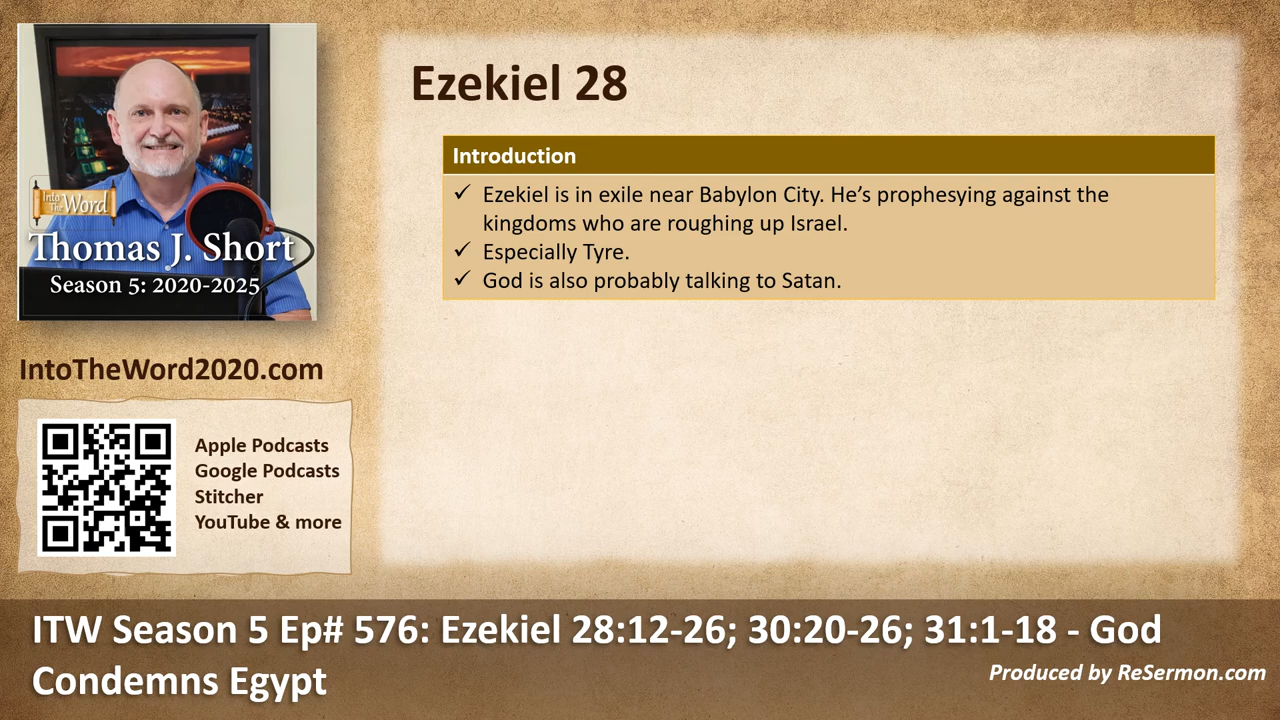 Into
The Word
Thomas J. Short
Season 5: 2020-2025
IntoTheWord2020.com
Apple Podcasts
Google Podcasts
Stitcher
YouTube & more
Ezekiel 28
Introduction
✓ Ezekiel is in exile near Babylon City. He’s prophesying against the
kingdoms who are roughing up Israel.
✓ Especially Tyre.
✓ God is also probably talking to Satan.
ITW Season 5 Ep# 576: Ezekiel 28:12-26; 30:20-26; 31:1-18 - God
Condemns Egypt
Produced by ReSermon.com